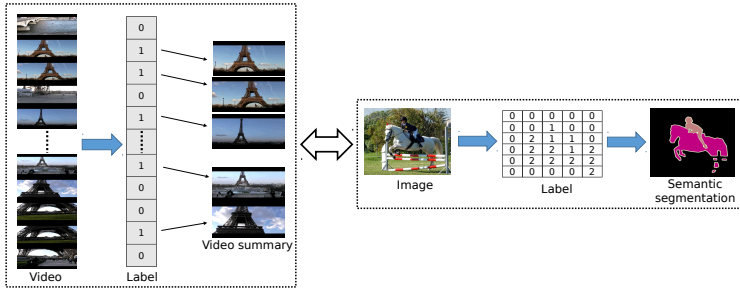 0
1
1
0
1
1
0
0
1
0
Video
Label
Video summary
Image
0 0 0 0 0
0 0 1 0 0
0 2 1 1 0
0 2 2 1 2
0 2 2 2 2
0 0 0 0 2
Label
Semantic
segmentation